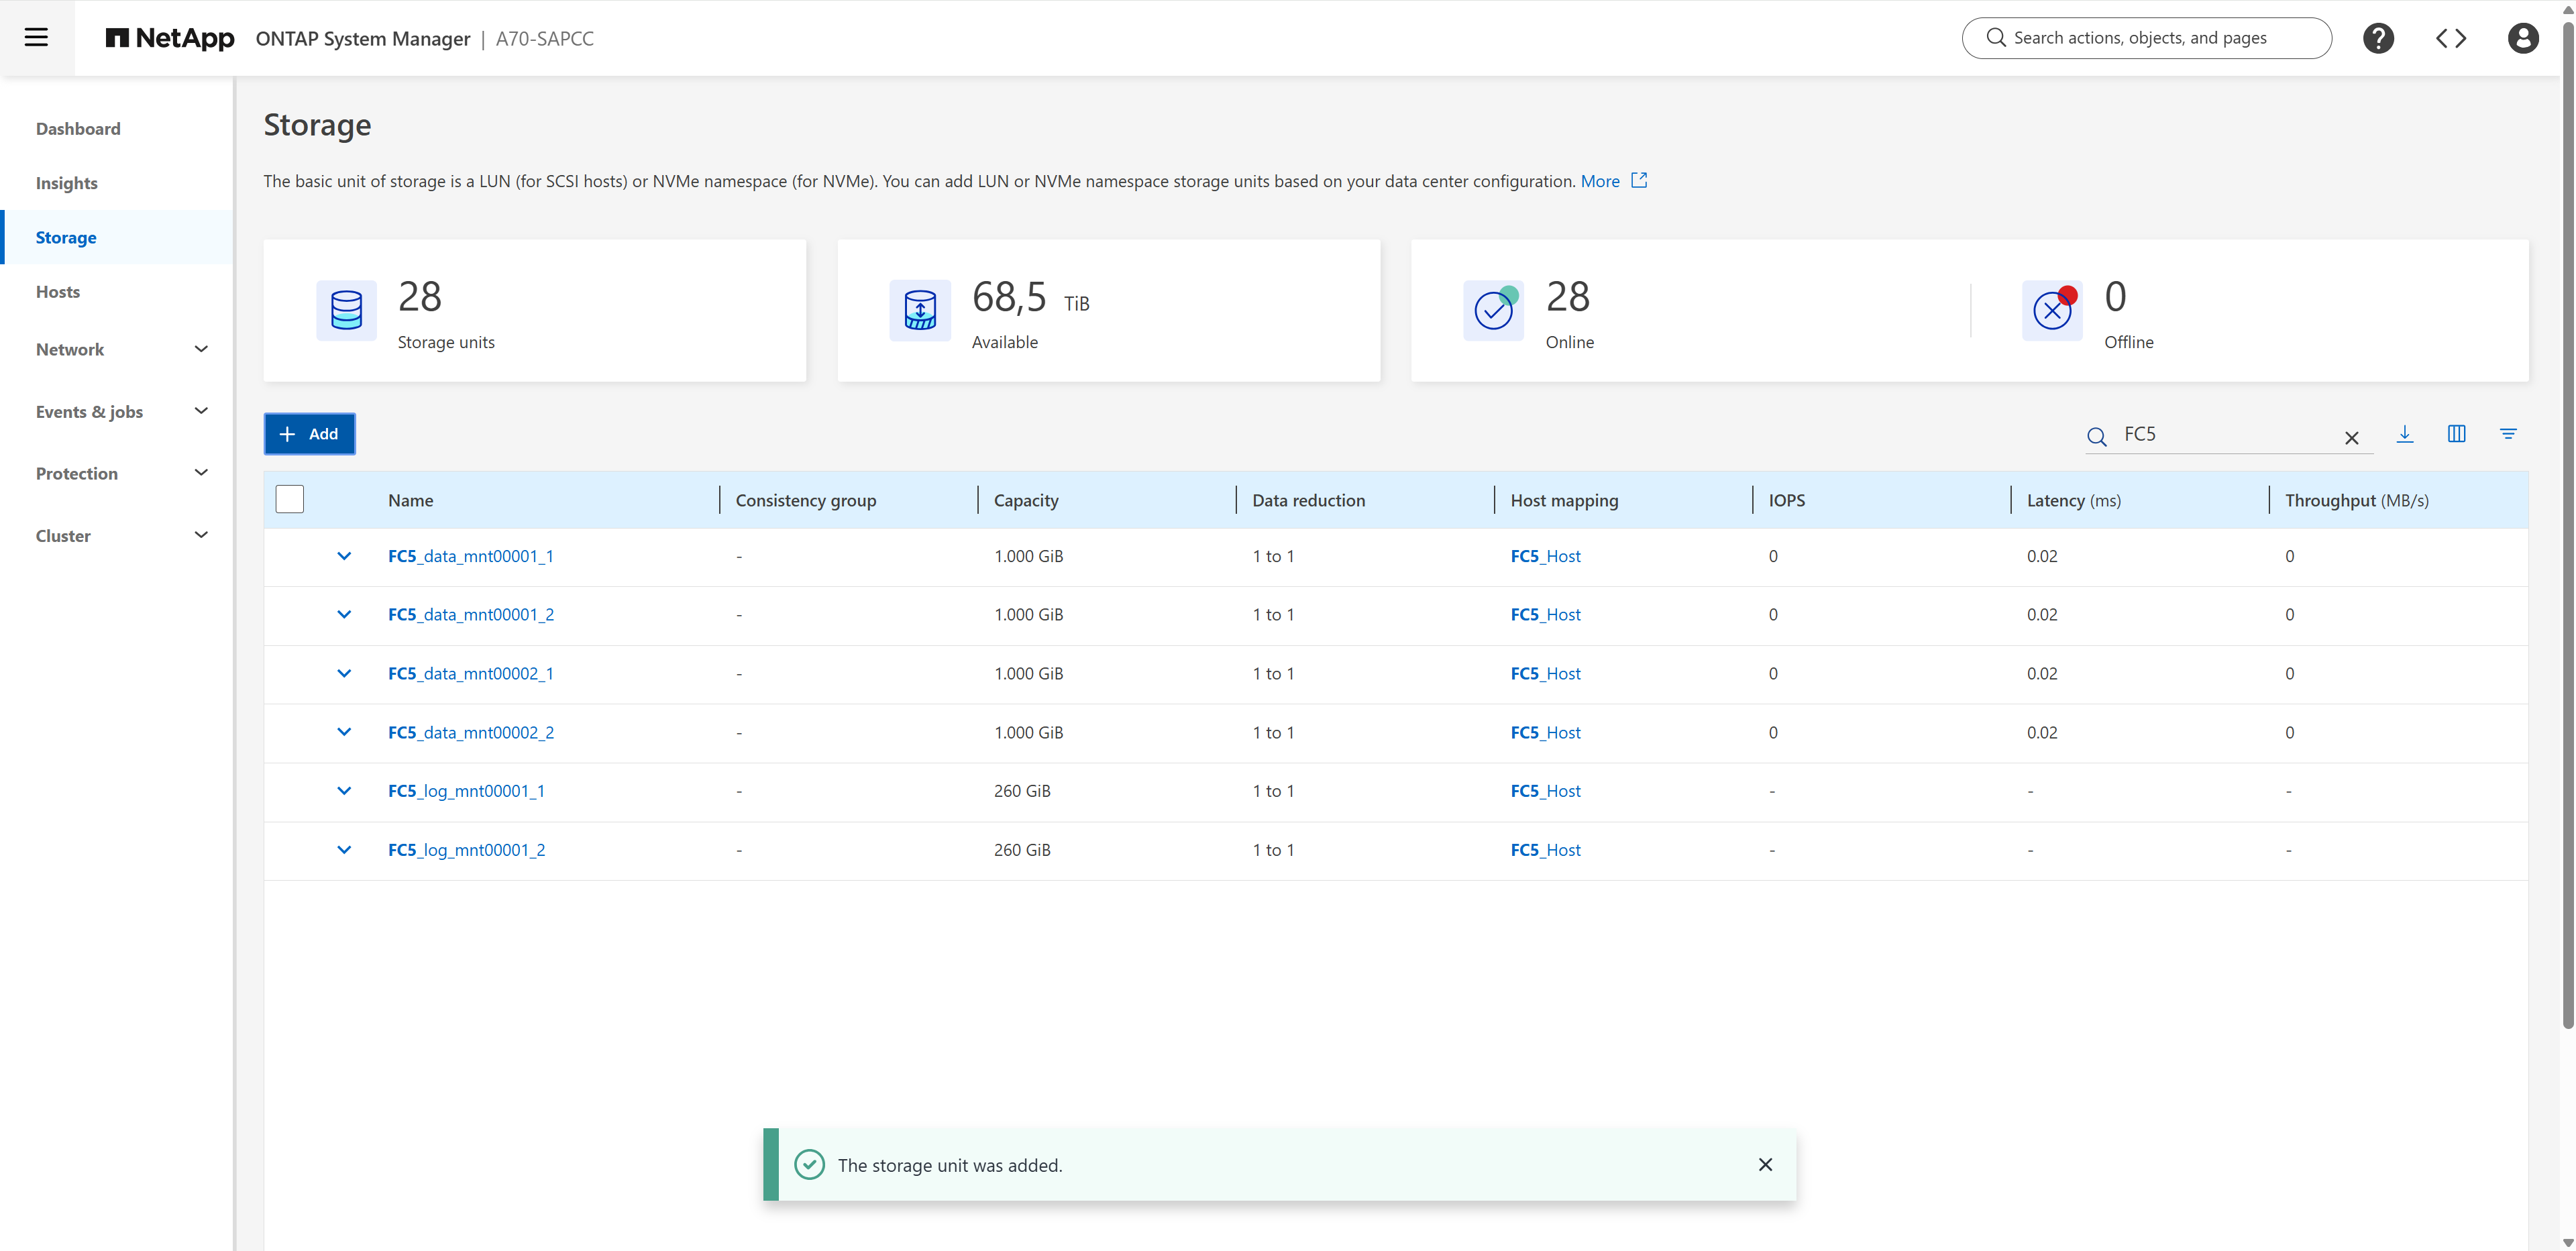 NetApp ONTAP System Manager | A70-SAPCC
Search actions, objects, and pages
Dashboard
Insights
Storage
Hosts
Network
Events & jobs
Protection
Cluster
Storage
The basic unit of storage is a LUN (for SCSI hosts) or NVMe namespace (for NVMe). You can add LUN or NVMe namespace storage units based on your data center configuration. More
28
Storage units
68,5 TiB
Available
28
Online
0
Offline
+ Add
FC5
Name Consistency group Capacity Data reduction Host mapping IOPS Latency (ms) Throughput (MB/s)
FC5_data_mnt00001_1 - 1.000 GiB 1 to 1 FC5_Host 0 0.02 0
FC5_data_mnt00001_2 - 1.000 GiB 1 to 1 FC5_Host 0 0.02 0
FC5_data_mnt00002_1 - 1.000 GiB 1 to 1 FC5_Host 0 0.02 0
FC5_data_mnt00002_2 - 1.000 GiB 1 to 1 FC5_Host 0 0.02 0
FC5_log_mnt00001_1 - 260 GiB 1 to 1 FC5_Host - - -
FC5_log_mnt00001_2 - 260 GiB 1 to 1 FC5_Host - - -
The storage unit was added.